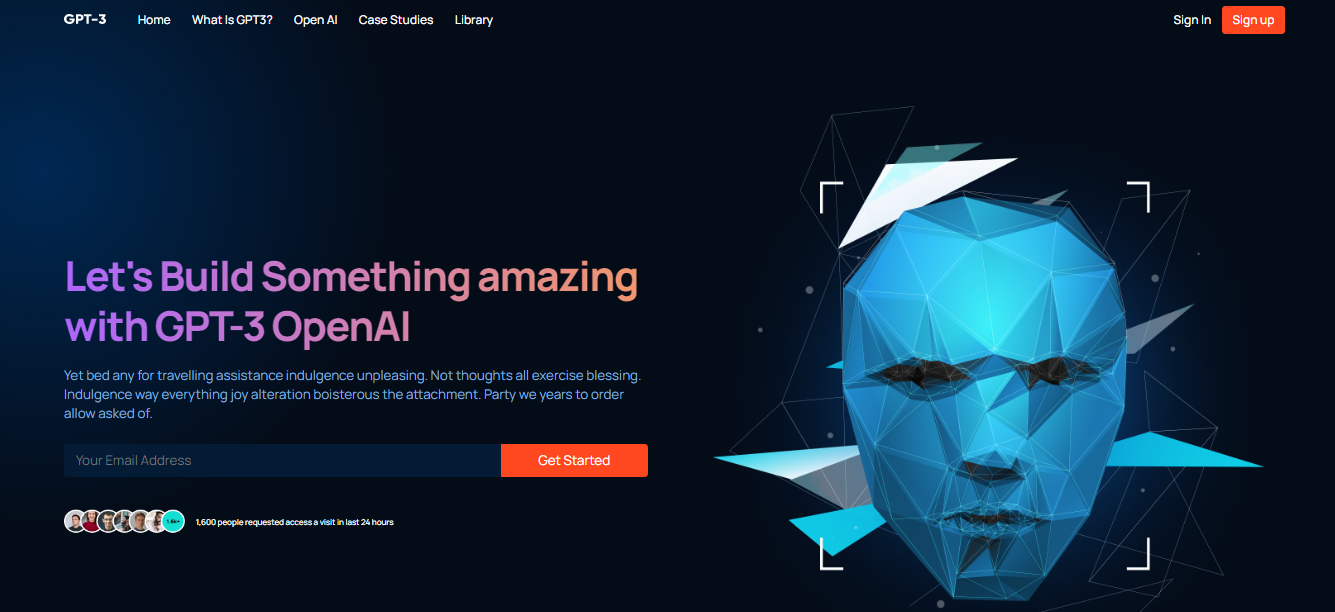 GPT-3 Home What Is GPT3? Open AI Case Studies Library Sign In Sign up
Let's Build Something amazing
with GPT-3 OpenAI
Yet bed any for travelling assistance indulgence unpleasing. Not thoughts all exercise blessing.
Indulgence way everything joy alteration boisterous the attachment. Party we years to order
allow asked of.
Your Email Address Get Started
1.6k+ 1,600 people requested access a visit in last 24 hours